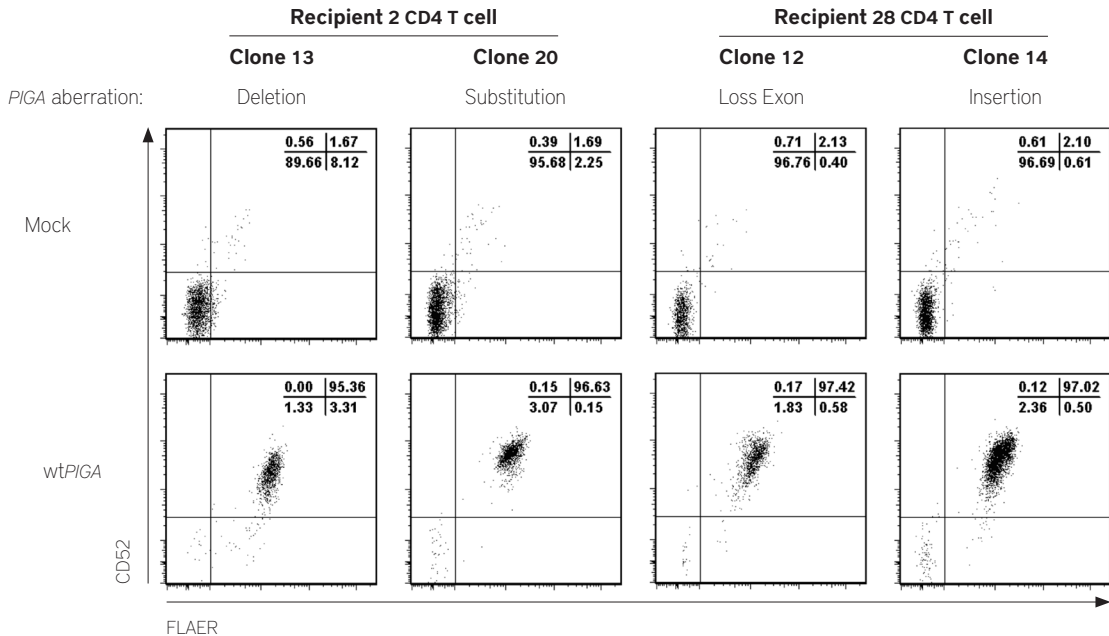 Recipient 2 CD4 T cell
Recipient 28 CD4 T cell
Clone 13
Clone 20
Clone 12
Clone 14
PIGA aberration:
Deletion
Substitution
Loss Exon
Insertion
Mock
0.56 1.67
89.66 8.12
0.39 1.69
95.68 2.25
0.71 2.13
96.76 0.40
0.61 2.10
96.69 0.61
wtPIGA
0.00 95.36
1.33 3.31
0.15 96.63
3.07 0.15
0.17 97.42
1.83 0.58
0.12 97.02
2.36 0.50
CD52
FLAER